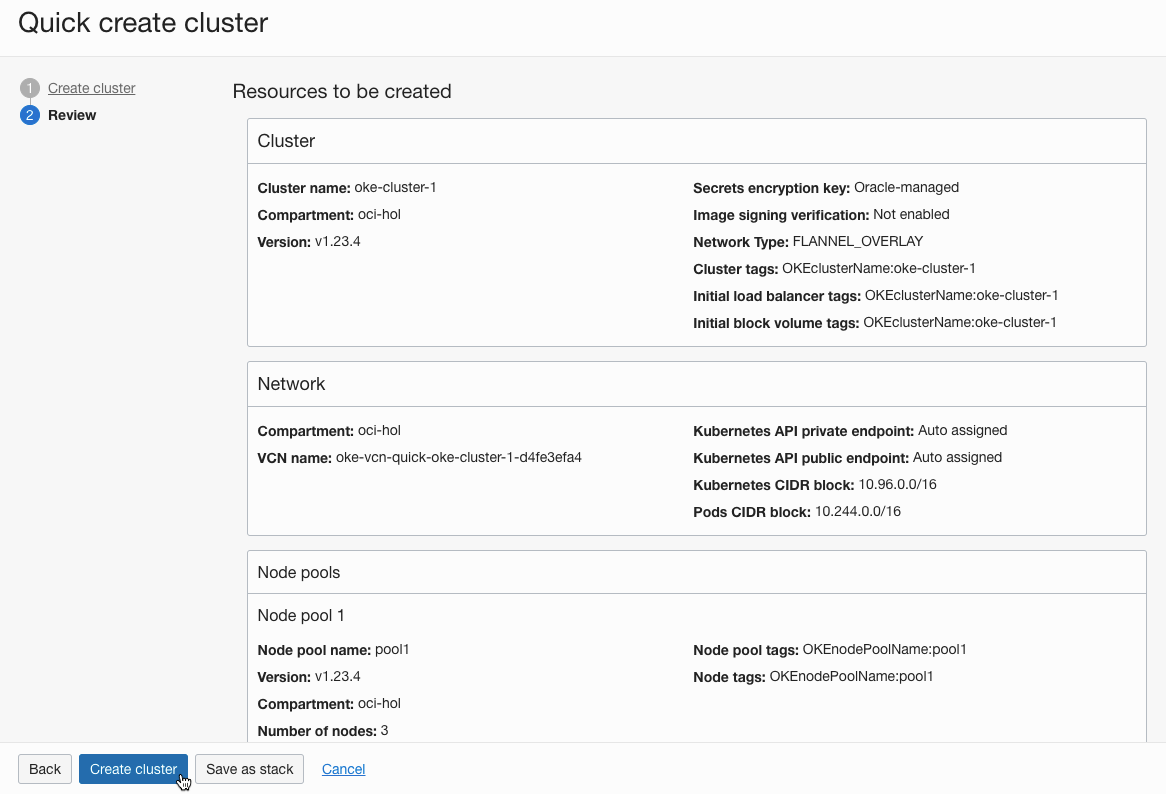 Quick create cluster
1 Create cluster
2 Review
Resources to be created
Cluster
Cluster name: oke-cluster-1
Compartment: oci-hol
Version: v1.23.4
Secrets encryption key: Oracle-managed
Image signing verification: Not enabled
Network Type: FLANNEL_OVERLAY
Cluster tags: OKEclusterName:oke-cluster-1
Initial load balancer tags: OKEclusterName:oke-cluster-1
Initial block volume tags: OKEclusterName:oke-cluster-1
Network
Compartment: oci-hol
VCN name: oke-vcn-quick-oke-cluster-1-d4fe3efa4
Kubernetes API private endpoint: Auto assigned
Kubernetes API public endpoint: Auto assigned
Kubernetes CIDR block: 10.96.0.0/16
Pods CIDR block: 10.244.0.0/16
Node pools
Node pool 1
Node pool name: pool1
Version: v1.23.4
Compartment: oci-hol
Number of nodes: 3
Node pool tags: OKEnodePoolName:pool1
Node tags: OKEnodePoolName:pool1
Back
Create cluster
Save as stack
Cancel